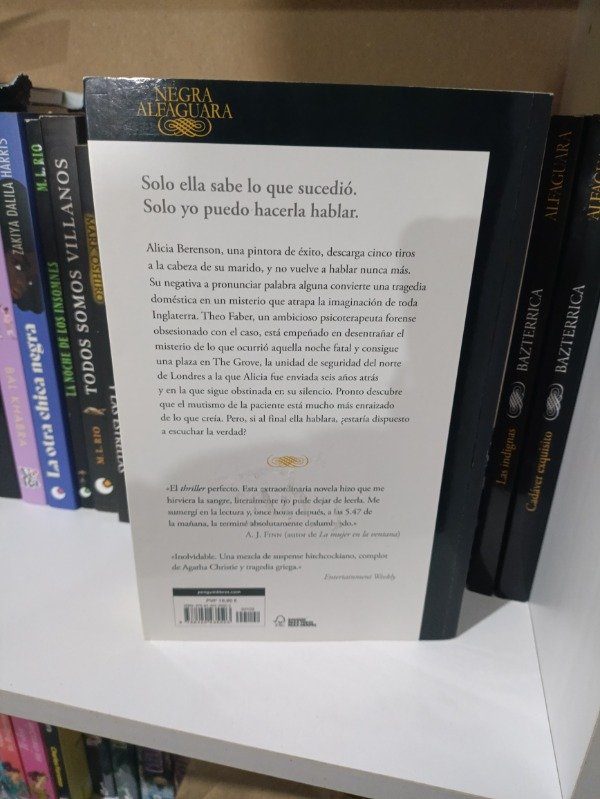 NEGRA
ALFAGUARA
Solo ella sabe lo que sucedió.
Solo yo puedo hacerla hablar.
Alicia Berenson, una pintora de éxito, descarga cinco tiros
a la cabeza de su marido, y no vuelve a hablar nunca más.
Su negativa a pronunciar palabra alguna convierte una tragedia
doméstica en un misterio que atrapa la imaginación de toda
Inglaterra. Theo Faber, un ambicioso psicoterapeuta forense
obsesionado con el caso, está empeñado en desentrañar el
misterio de lo que ocurrió aquella noche fatal y consigue
una plaza en The Grove, la unidad de seguridad del norte
de Londres a la que Alicia fue enviada seis años atrás
y en la que sigue obstinada en su silencio. Pronto descubre
que el mutismo de la paciente está mucho más enraizado
de lo que creía. Pero, si al final ella hablara, ¿estaría dispuesto
a escuchar la verdad?
«El thriller perfecto. Esta extraordinaria novela hizo que me
hirviera la sangre, literalmente no pude dejar de leerla. Me
sumergí en la lectura y, once horas después, a las 5.47 de
la mañana, la terminé absolutamente deslumbrado.»
A. J. FINN (autor de La mujer en la ventana)
«Inolvidable. Una mezcla de suspense hitchcockiano, complot
de Agatha Christie y tragedia griega.»
Entertainment Weekly
penguinlibros.com
ZAKIYA DALILA HARRIS
La otra chica negra
M. L. RIO
LA NOCHE DE LOS INSOMNES
TODOS SOMOS VILLANOS
M. L. RIO
BAL KHABRA
ALFAGUARA
BAZTERRICA
Las indignas
ALFAGUARA
BAZTERRICA
Cadáver exquisito